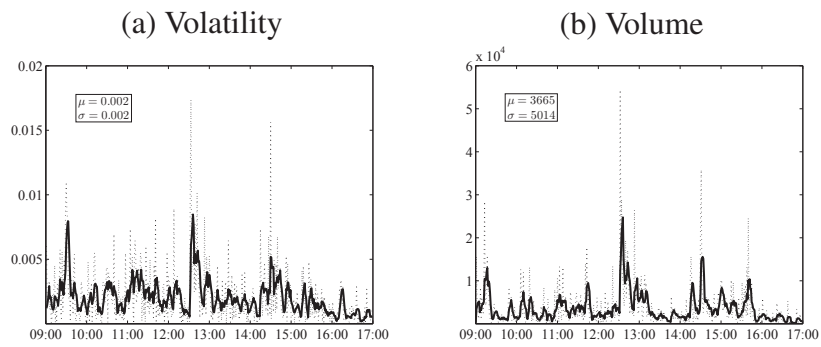 (a) Volatility
0.02
0.015
0.01
0.005
μ = 0.002
σ = 0.002
09:00 10:00 11:00 12:00 13:00 14:00 15:00 16:00 17:00
(b) Volume
x 10⁴
6
5
4
3
2
1
μ = 3665
σ = 5014
09:00 10:00 11:00 12:00 13:00 14:00 15:00 16:00 17:00